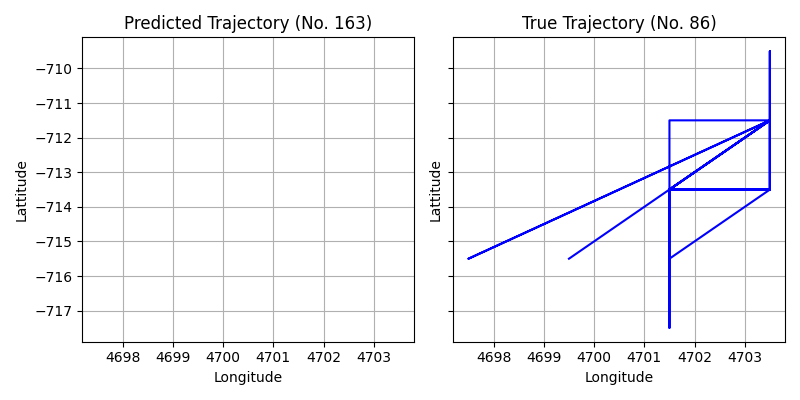 Predicted Trajectory (No. 163)
True Trajectory (No. 86)
−710
−711
−712
−713
−714
−715
−716
−717
Lattitude
Lattitude
4698 4699 4700 4701 4702 4703
4698 4699 4700 4701 4702 4703
Longitude
Longitude